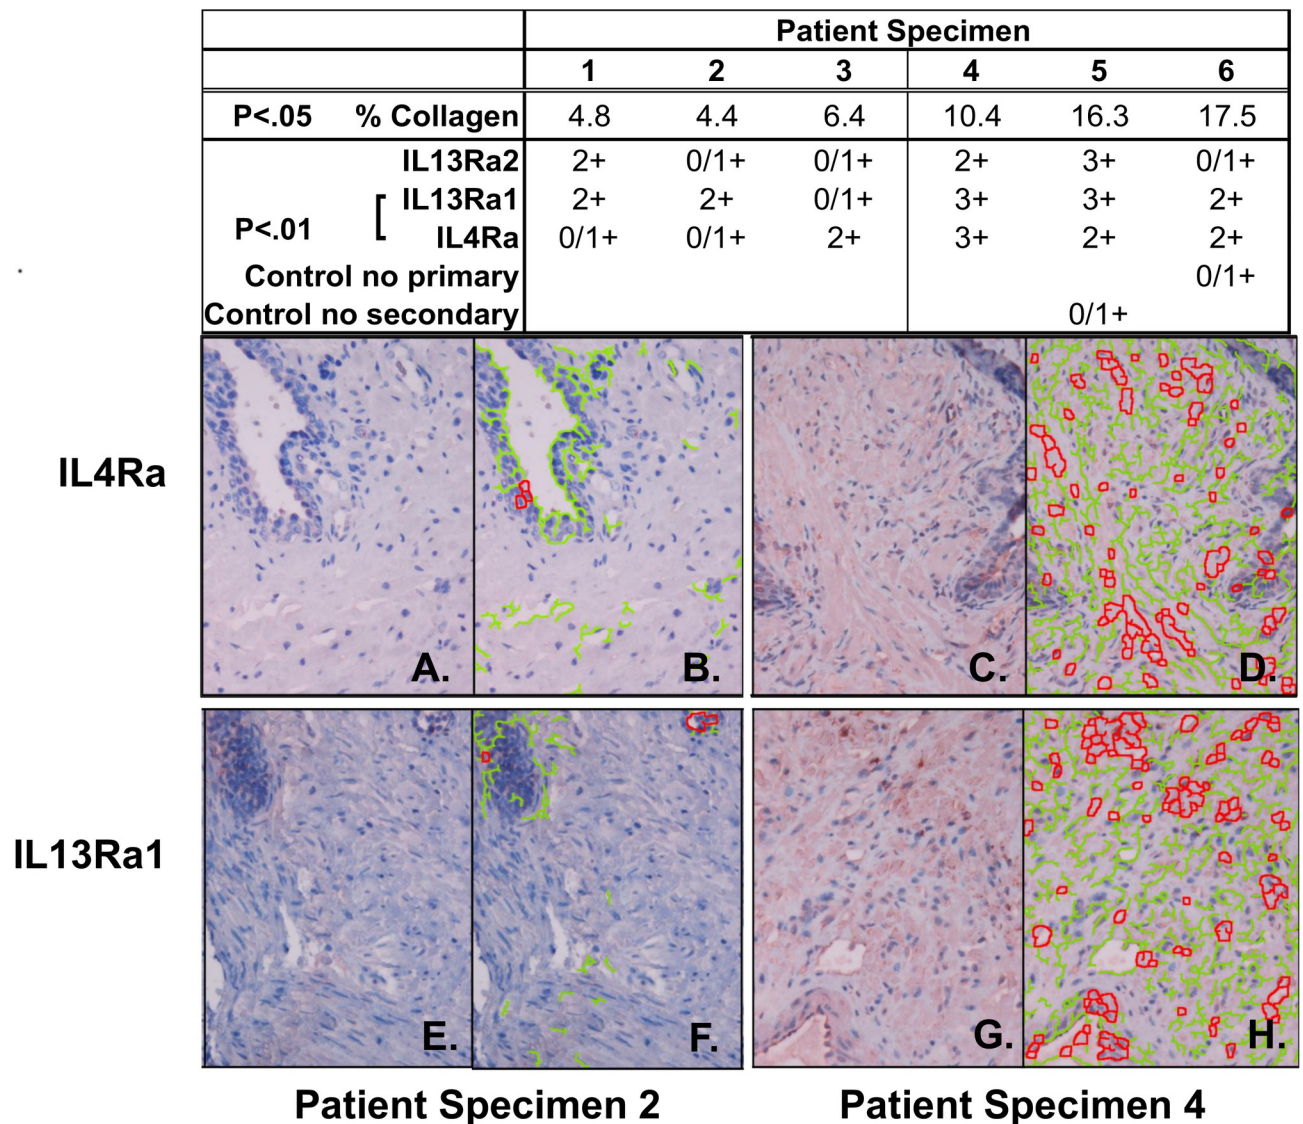 Patient Specimen
1 2 3 4 5 6
P<.05 % Collagen 4.8 4.4 6.4 10.4 16.3 17.5
IL13Ra2 2+ 0/1+ 0/1+ 2+ 3+ 0/1+
IL13Ra1 2+ 2+ 0/1+ 3+ 3+ 2+
P<.01 [
IL4Ra 0/1+ 0/1+ 2+ 3+ 2+ 2+
Control no primary 0/1+
Control no secondary 0/1+
IL4Ra
A. B. C. D.
IL13Ra1
E. F. G. H.
Patient Specimen 2 Patient Specimen 4